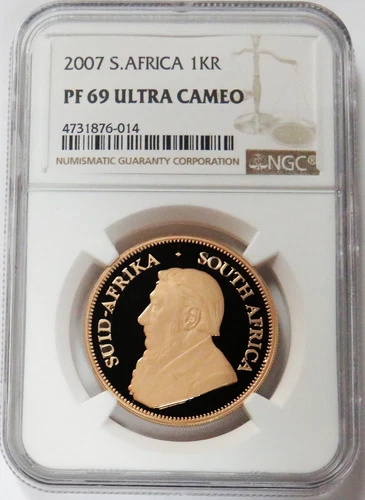 2007 S.AFRICA 1KR
PF 69 ULTRA CAMEO
4731876-014
NUMISMATIC GUARANTY CORPORATION
NGC®
SUID-AFRIKA · SOUTH AFRICA